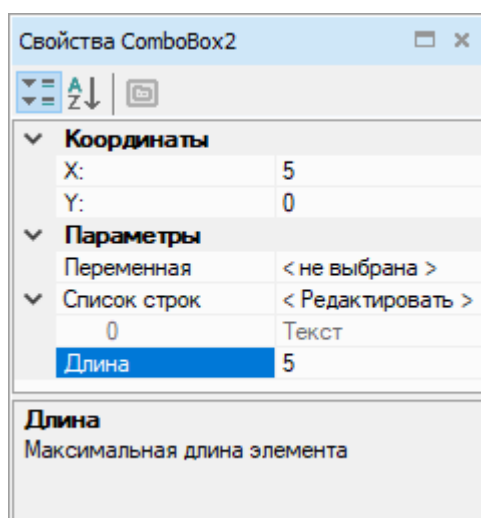 Свойства ComboBox2
Координаты
X: 5
Y: 0
Параметры
Переменная < не выбрана >
Список строк < Редактировать >
0 Текст
Длина 5
Длина
Максимальная длина элемента